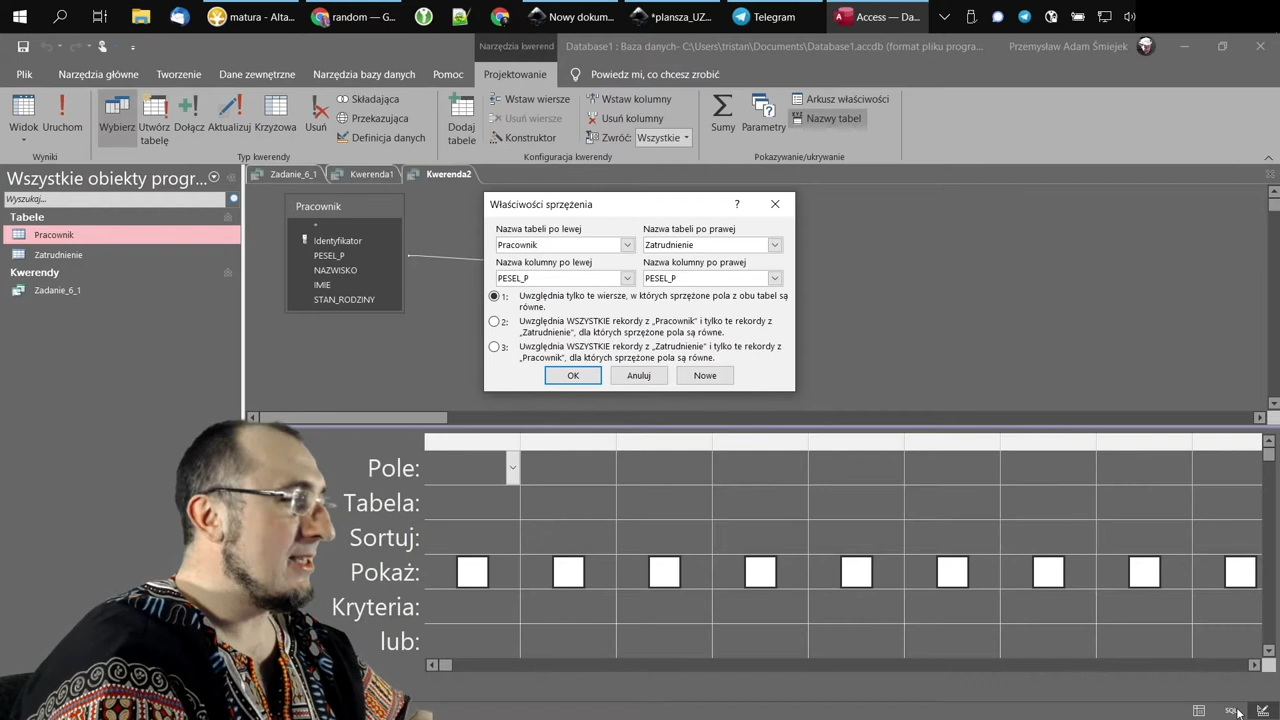 matura - Alta...
random — G...
Nowy dokum...
*plansza_UZ...
Telegram
Access — Da...
Narzędzia kwerend
Database1 : Baza danych- C:\Users\tristan\Documents\Database1.accdb (format pliku progra...
Przemysław Adam Śmiejek
Plik
Narzędzia główne
Tworzenie
Dane zewnętrzne
Narzędzia bazy danych
Pomoc
Projektowanie
Powiedz mi, co chcesz zrobić
Widok
Uruchom
Wybierz
Utwórz tabelę
Dołącz
Aktualizuj
Krzyżowa
Usuń
Składająca
Przekazująca
Definicja danych
Dodaj tabele
Wstaw wiersze
Usuń wiersze
Konstruktor
Wstaw kolumny
Usuń kolumny
Zwróć: Wszystkie
Sumy
Parametry
Arkusz właściwości
Nazwy tabel
Wyniki
Typ kwerendy
Konfiguracja kwerendy
Pokazywanie/ukrywanie
Wszystkie obiekty progr...
Wyszukaj...
Tabele
Pracownik
Zatrudnienie
Kwerendy
Zadanie_6_1
Zadanie_6_1
Kwerenda1
Kwerenda2
Pracownik
*
Identyfikator
PESEL_P
NAZWISKO
IMIE
STAN_RODZINY
Właściwości sprzężenia
?
Nazwa tabeli po lewej
Nazwa tabeli po prawej
Pracownik
Zatrudnienie
Nazwa kolumny po lewej
Nazwa kolumny po prawej
PESEL_P
PESEL_P
1: Uwzględnia tylko te wiersze, w których sprzężone pola z obu tabel są
równe.
2: Uwzględnia WSZYSTKIE rekordy z „Pracownik” i tylko te rekordy z
„Zatrudnienie”, dla których sprzężone pola są równe.
3: Uwzględnia WSZYSTKIE rekordy z „Zatrudnienie” i tylko te rekordy z
„Pracownik”, dla których sprzężone pola są równe.
OK
Anuluj
Nowe
Pole:
Tabela:
Sortuj:
Pokaż:
Kryteria:
lub: